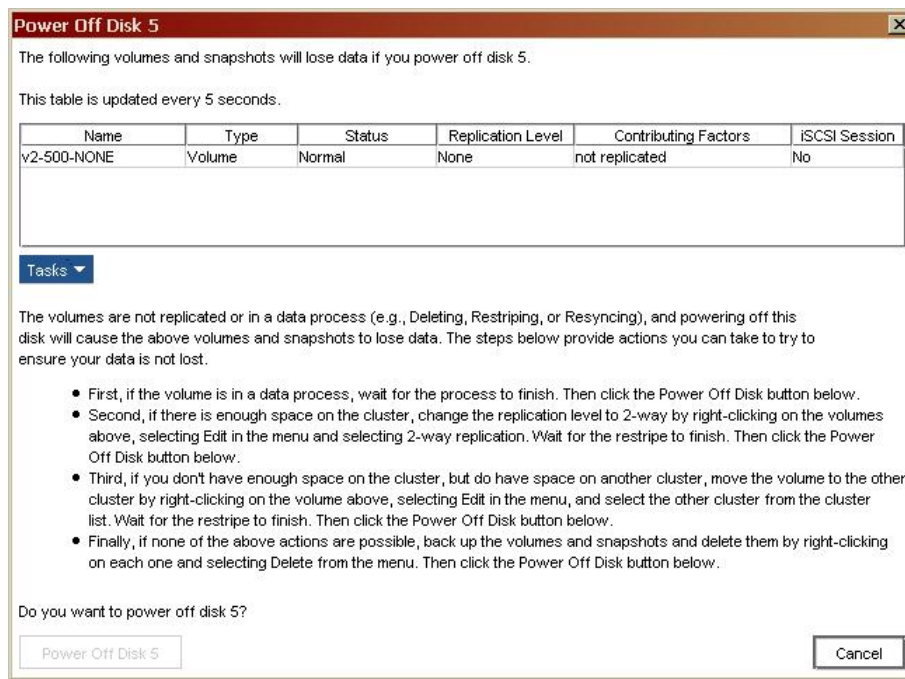 Power Off Disk 5
The following volumes and snapshots will lose data if you power off disk 5.
This table is updated every 5 seconds.
Name Type Status Replication Level Contributing Factors iSCSI Session
v2-500-NONE Volume Normal None not replicated No
Tasks
The volumes are not replicated or in a data process (e.g., Deleting, Restriping, or Resyncing), and powering off this
disk will cause the above volumes and snapshots to lose data. The steps below provide actions you can take to try to
ensure your data is not lost.
• First, if the volume is in a data process, wait for the process to finish. Then click the Power Off Disk button below.
• Second, if there is enough space on the cluster, change the replication level to 2-way by right-clicking on the volumes
above, selecting Edit in the menu and selecting 2-way replication. Wait for the restripe to finish. Then click the Power
Off Disk button below.
• Third, if you don't have enough space on the cluster, but do have space on another cluster, move the volume to the other
cluster by right-clicking on the volume above, selecting Edit in the menu, and select the other cluster from the cluster
list. Wait for the restripe to finish. Then click the Power Off Disk button below.
• Finally, if none of the above actions are possible, back up the volumes and snapshots and delete them by right-clicking
on each one and selecting Delete from the menu. Then click the Power Off Disk button below.
Do you want to power off disk 5?
Power Off Disk 5 Cancel